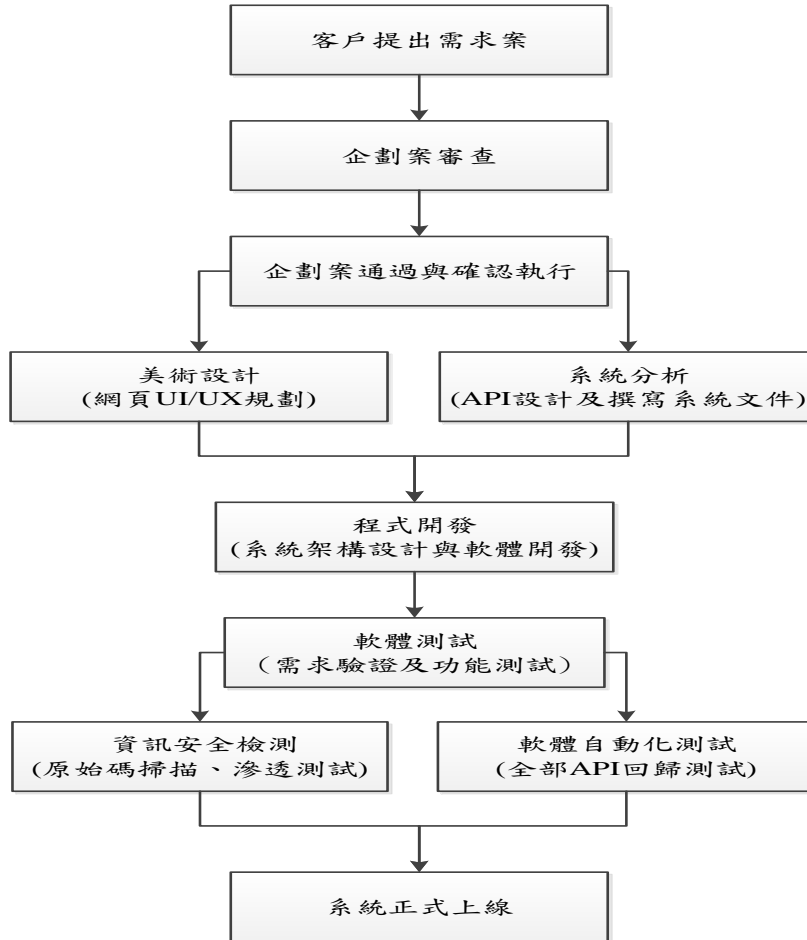 客戶提出需求案
企劃案審查
企劃案通過與確認執行
美術設計
(網頁UI/UX規劃)
系統分析
(API設計及撰寫系統文件)
程式開發
(系統架構設計與軟體開發)
軟體測試
（需求驗證及功能測試）
資訊安全檢測
(原始碼掃描、滲透測試)
軟體自動化測試
(全部API回歸測試)
系統正式上線